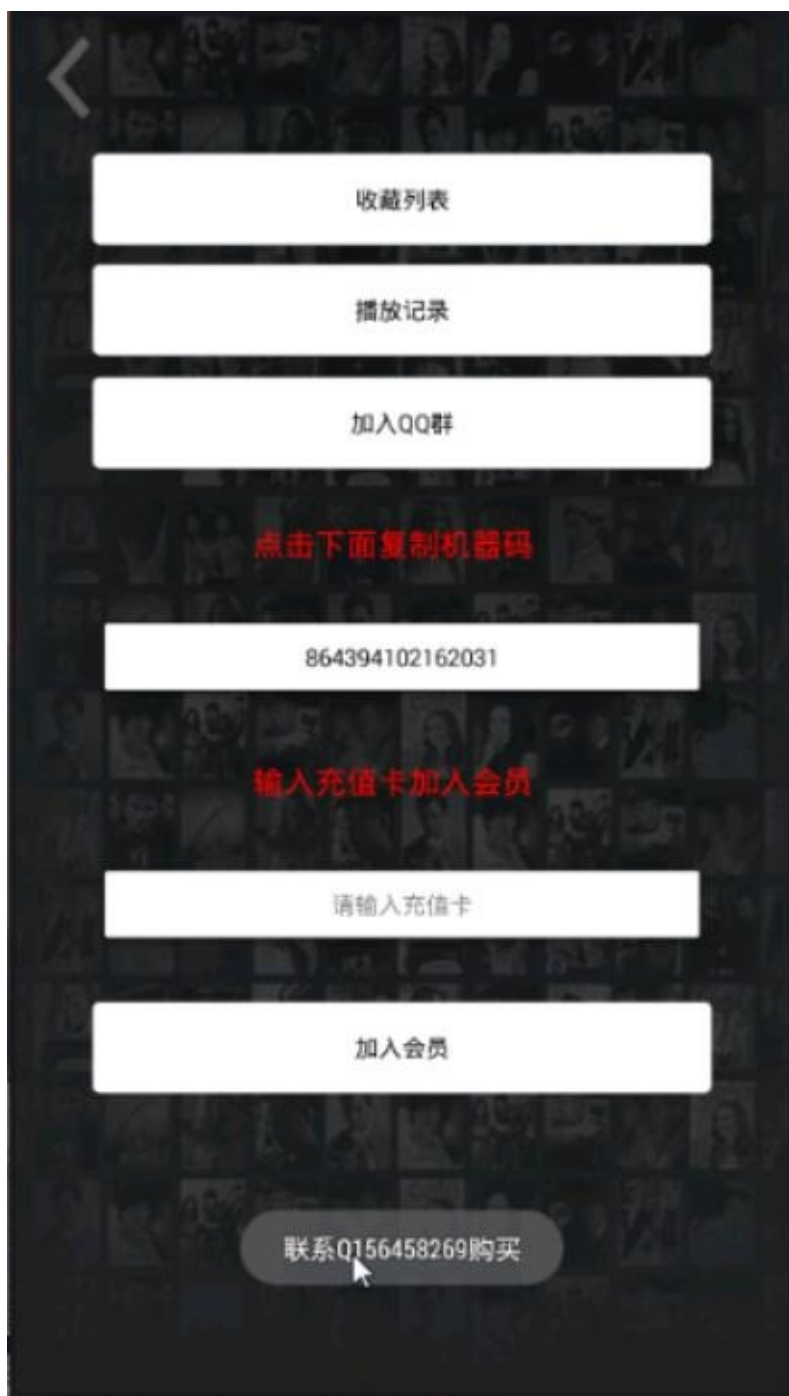 收藏列表
播放记录
加入QQ群
点击下面复制机器码
864394102162031
输入充值卡加入会员
请输入充值卡
加入会员
联系Q156458269购买